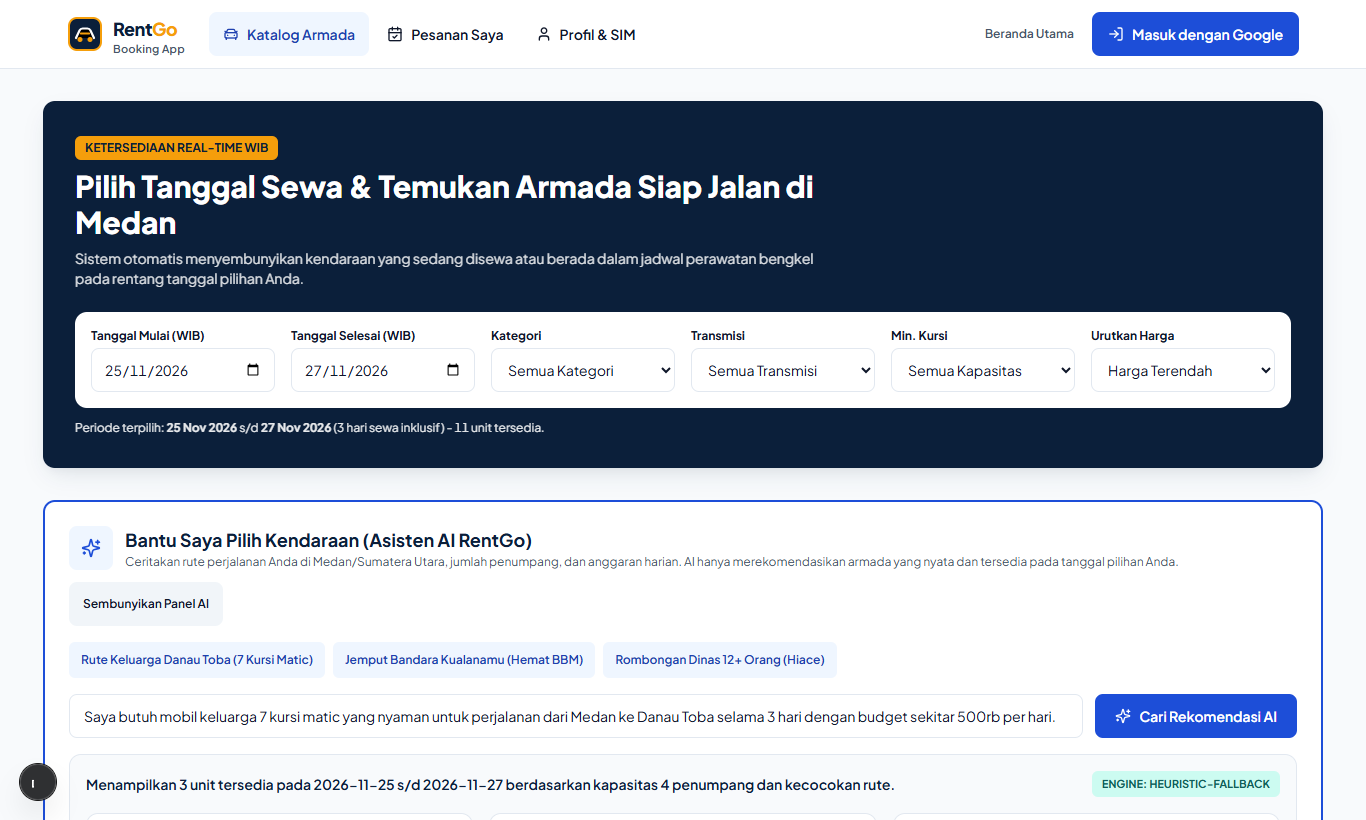 RentGo
Booking App
Katalog Armada
Pesanan Saya
Profil & SIM
Beranda Utama
Masuk dengan Google
KETERSEDIAAN REAL-TIME WIB
Pilih Tanggal Sewa & Temukan Armada Siap Jalan di
Medan
Sistem otomatis menyembunyikan kendaraan yang sedang disewa atau berada dalam jadwal perawatan bengkel
pada rentang tanggal pilihan Anda.
Tanggal Mulai (WIB)
Tanggal Selesai (WIB)
Kategori
Transmisi
Min. Kursi
Urutkan Harga
25/11/2026
27/11/2026
Semua Kategori
Semua Transmisi
Semua Kapasitas
Harga Terendah
Periode terpilih: 25 Nov 2026 s/d 27 Nov 2026 (3 hari sewa inklusif) - 11 unit tersedia.
Bantu Saya Pilih Kendaraan (Asisten AI RentGo)
Ceritakan rute perjalanan Anda di Medan/Sumatera Utara, jumlah penumpang, dan anggaran harian. AI hanya merekomendasikan armada yang nyata dan tersedia pada tanggal pilihan Anda.
Sembunyikan Panel AI
Rute Keluarga Danau Toba (7 Kursi Matic)
Jemput Bandara Kualanamu (Hemat BBM)
Rombongan Dinas 12+ Orang (Hiace)
Saya butuh mobil keluarga 7 kursi matic yang nyaman untuk perjalanan dari Medan ke Danau Toba selama 3 hari dengan budget sekitar 500rb per hari.
Cari Rekomendasi AI
Menampilkan 3 unit tersedia pada 2026-11-25 s/d 2026-11-27 berdasarkan kapasitas 4 penumpang dan kecocokan rute.
ENGINE: HEURISTIC-FALLBACK